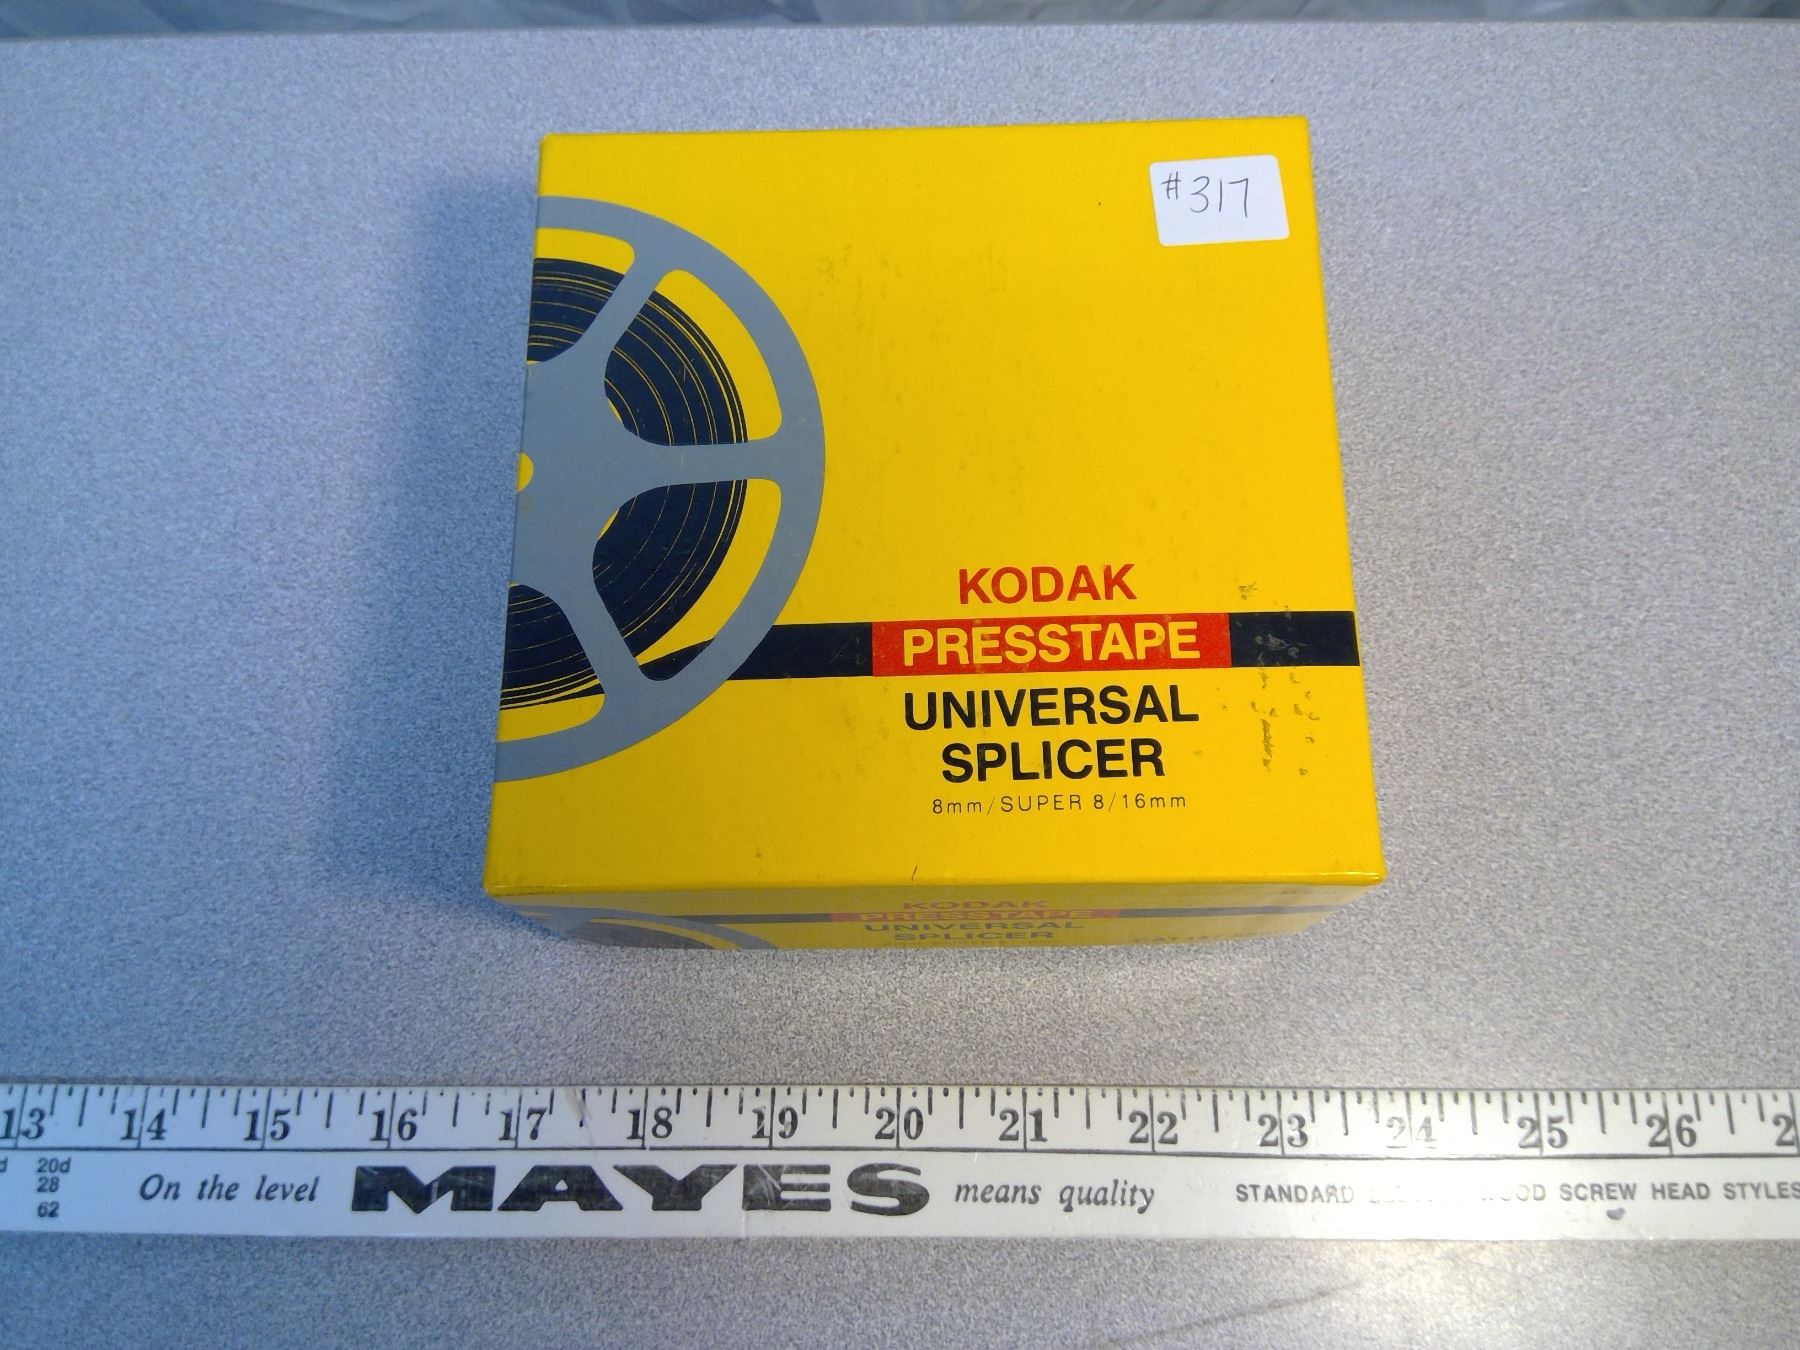 #317
KODAK
PRESSTAPE
UNIVERSAL
SPLICER
8mm/SUPER 8/16mm
KODAK
PRESSTAPE
UNIVERSAL
SPLICER
13 14 15 16 17 18 19 20 21 22 23 24 25 26 2
d 20d
28
62
On the level MAYES means quality
STANDARD WOOD SCREW HEAD STYLES